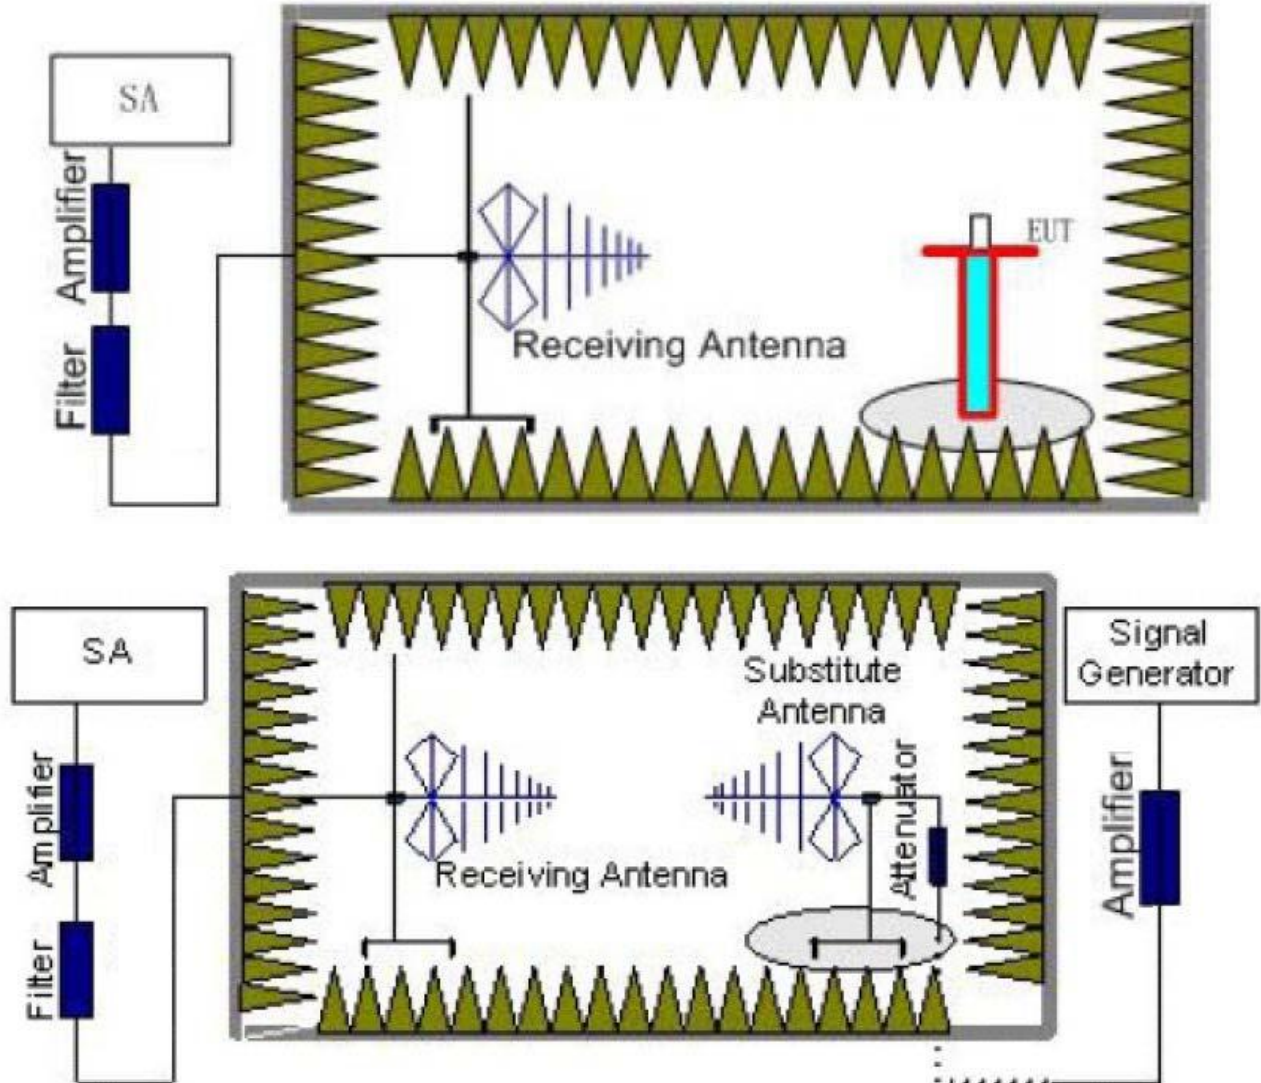 SA
Amplifier
Filter
EUT
Receiving Antenna
SA
Amplifier
Filter
Receiving Antenna
Substitute
Antenna
Attenuator
Signal
Generator
Amplifier